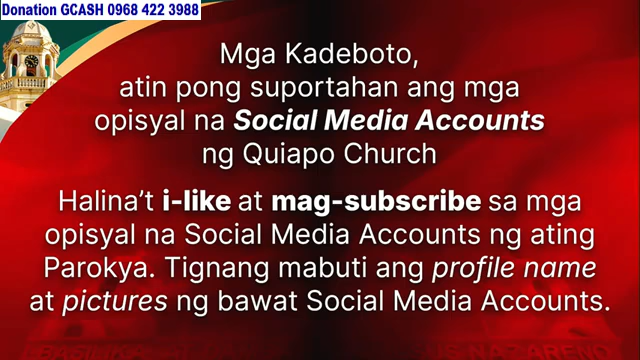 Donation GCASH 0968 422 3988
Mga Kadeboto,
atin pong suportahan ang mga
opisyal na Social Media Accounts
ng Quiapo Church
Halina't i-like at mag-subscribe sa mga
opisyal na Social Media Accounts ng ating
Parokya. Tignang mabuti ang profile name
at pictures ng bawat Social Media Accounts.